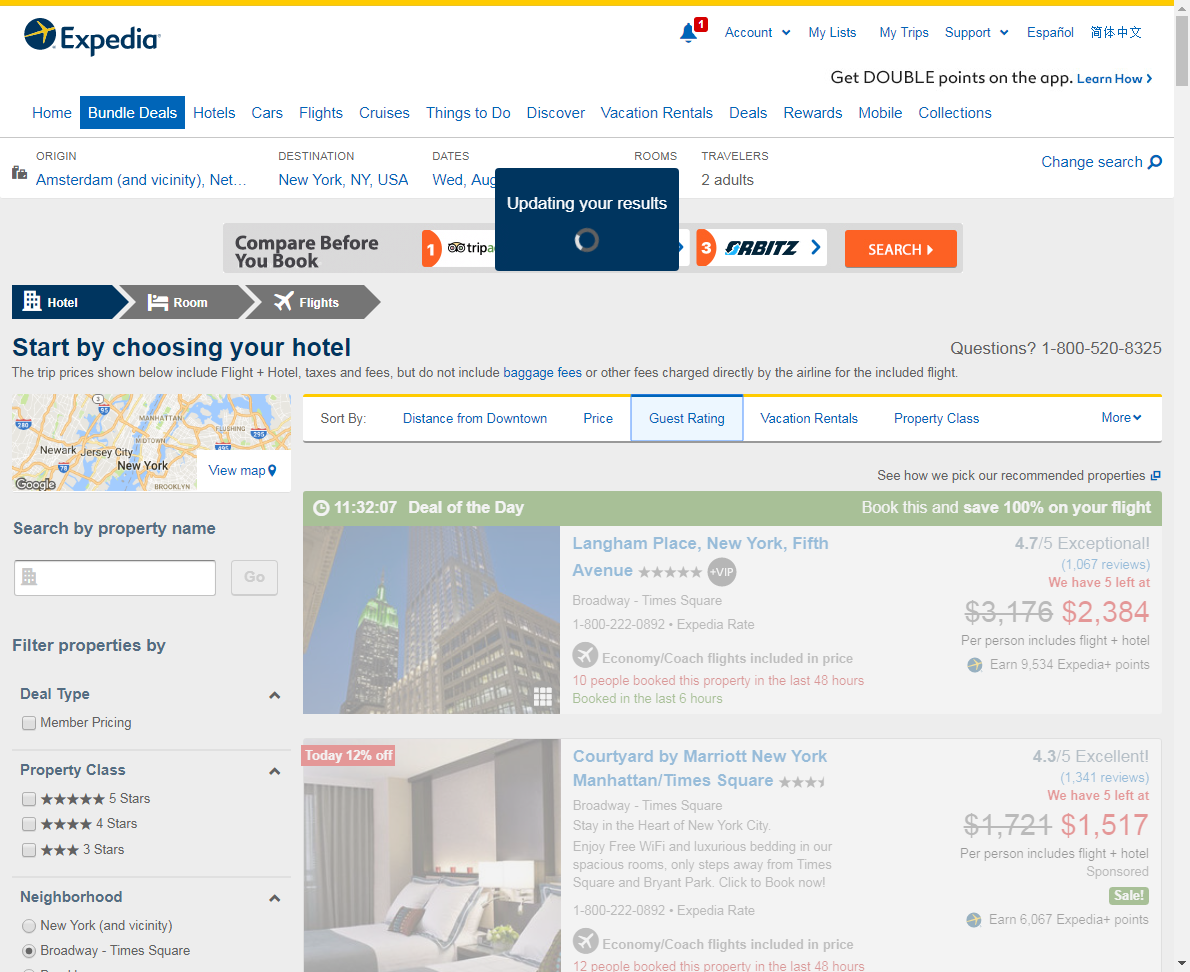 Expedia
1
Account
My Lists
My Trips
Support
Español
简体中文
Get DOUBLE points on the app. Learn How
Home
Bundle Deals
Hotels
Cars
Flights
Cruises
Things to Do
Discover
Vacation Rentals
Deals
Rewards
Mobile
Collections
ORIGIN
Amsterdam (and vicinity), Net...
DESTINATION
New York, NY, USA
DATES
Wed, Aug
ROOMS
TRAVELERS
2 adults
Change search
Updating your results
Compare Before
You Book
1
3 ORBITZ
SEARCH
Hotel
Room
Flights
Start by choosing your hotel
Questions? 1-800-520-8325
The trip prices shown below include Flight + Hotel, taxes and fees, but do not include baggage fees or other fees charged directly by the airline for the included flight.
MANHATTAN
FLUSHING
MIDTOWN
Newark
Jersey City
New York
BROOKLYN
280
95
3
295
495
78
Google
View map
Sort By:
Distance from Downtown
Price
Guest Rating
Vacation Rentals
Property Class
More
See how we pick our recommended properties
Search by property name
Go
Filter properties by
Deal Type
Member Pricing
Property Class
5 Stars
4 Stars
3 Stars
Neighborhood
New York (and vicinity)
Broadway - Times Square
11:32:07 Deal of the Day
Book this and save 100% on your flight
Langham Place, New York, Fifth
Avenue
+VIP
Broadway - Times Square
1-800-222-0892 • Expedia Rate
Economy/Coach flights included in price
10 people booked this property in the last 48 hours
Booked in the last 6 hours
4.7/5 Exceptional!
(1,067 reviews)
We have 5 left at
$3,176 $2,384
Per person includes flight + hotel
Earn 9,534 Expedia+ points
Today 12% off
Courtyard by Marriott New York
Manhattan/Times Square
Broadway - Times Square
Stay in the Heart of New York City.
Enjoy Free WiFi and luxurious bedding in our
spacious rooms, only steps away from Times
Square and Bryant Park. Click to Book now!
1-800-222-0892 • Expedia Rate
Economy/Coach flights included in price
12 people booked this property in the last 48 hours
4.3/5 Excellent!
(1,341 reviews)
We have 5 left at
$1,721 $1,517
Per person includes flight + hotel
Sponsored
Sale!
Earn 6,067 Expedia+ points